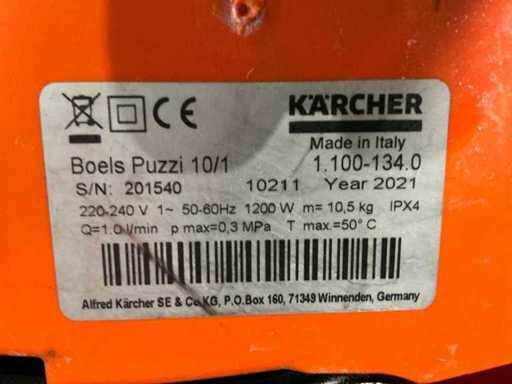 CE KÄRCHER
Made in Italy
Boels Puzzi 10/1 1.100-134.0
S/N: 201540 10211 Year 2021
220-240 V 1~ 50-60Hz 1200 W m= 10,5 kg IPX4
Q=1.0 l/min p max=0,3 MPa T max.=50° C
Alfred Kärcher SE & Co.KG, P.O.Box 160, 71349 Winnenden, Germany